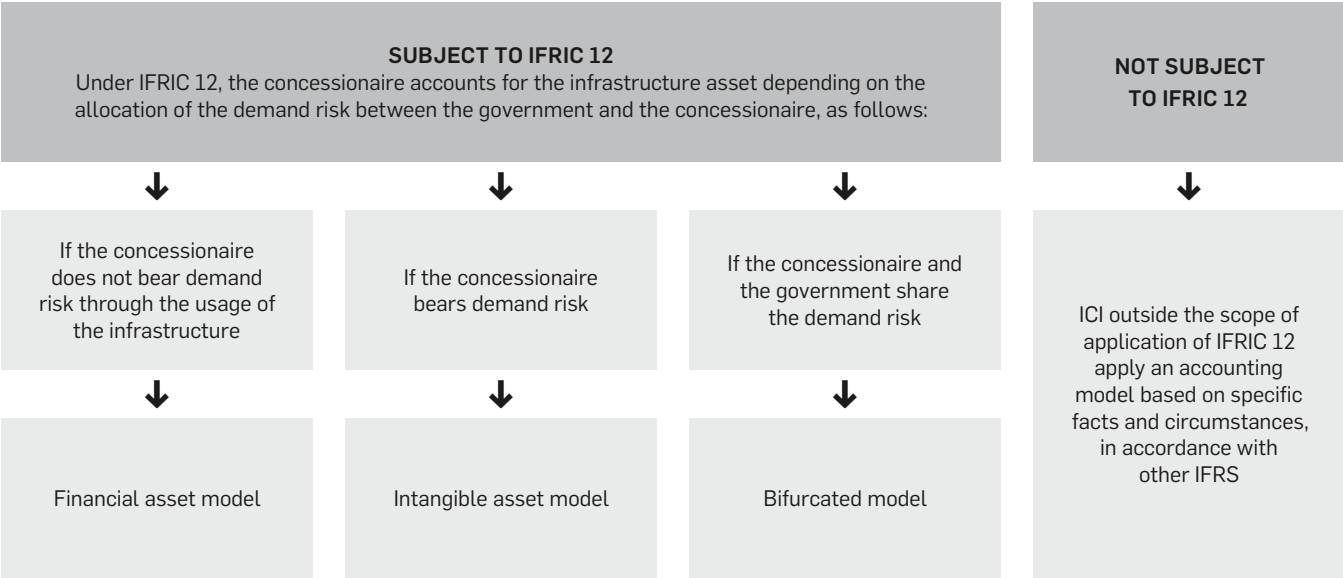 SUBJECT TO IFRIC 12
Under IFRIC 12, the concessionaire accounts for the infrastructure asset depending on the
allocation of the demand risk between the government and the concessionaire, as follows:
NOT SUBJECT
TO IFRIC 12
If the concessionaire
does not bear demand
risk through the usage of
the infrastructure
If the concessionaire
bears demand risk
If the concessionaire and
the government share
the demand risk
ICI outside the scope of
application of IFRIC 12
apply an accounting
model based on specific
facts and circumstances,
in accordance with
other IFRS
Financial asset model
Intangible asset model
Bifurcated model